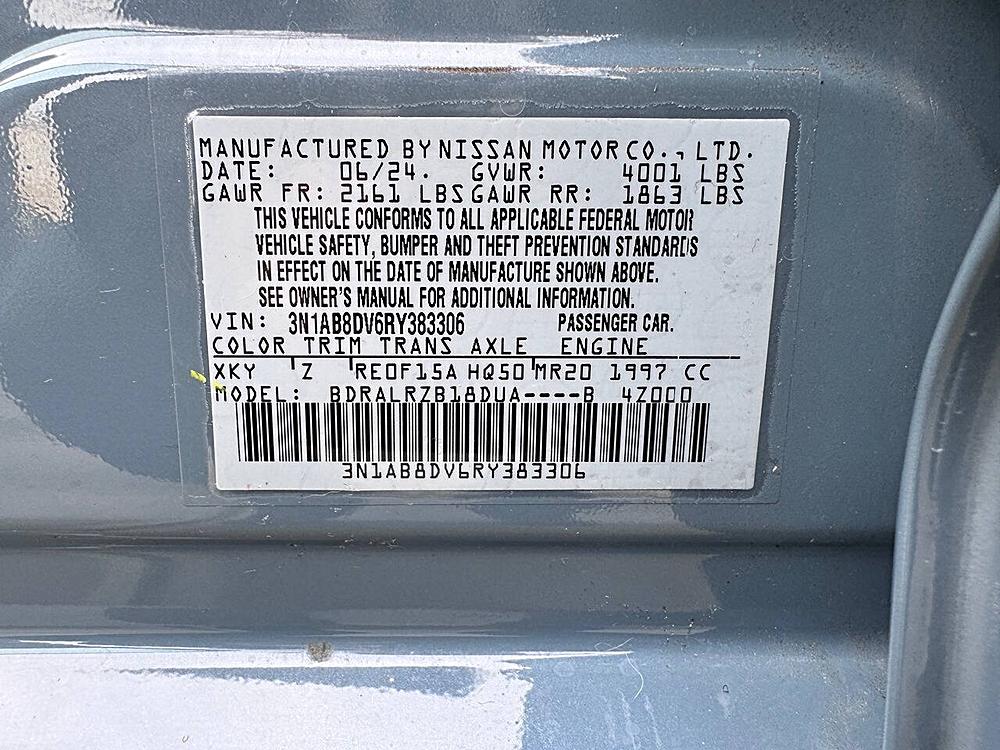 MANUFACTURED BY NISSAN MOTOR CO., LTD.
DATE: 06/24. GVWR: 4001 LBS
GAWR FR: 2161 LBS GAWR RR: 1863 LBS
THIS VEHICLE CONFORMS TO ALL APPLICABLE FEDERAL MOTOR
VEHICLE SAFETY, BUMPER AND THEFT PREVENTION STANDARDS
IN EFFECT ON THE DATE OF MANUFACTURE SHOWN ABOVE.
SEE OWNER'S MANUAL FOR ADDITIONAL INFORMATION.
VIN: 3N1AB8DV6RY383306 PASSENGER CAR.
COLOR TRIM TRANS AXLE ENGINE
XKY Z RE0F15A HQ50 MR20 1997 CC
MODEL: BDRALRZB18DUA----B 4Z000
3N1AB8DV6RY383306